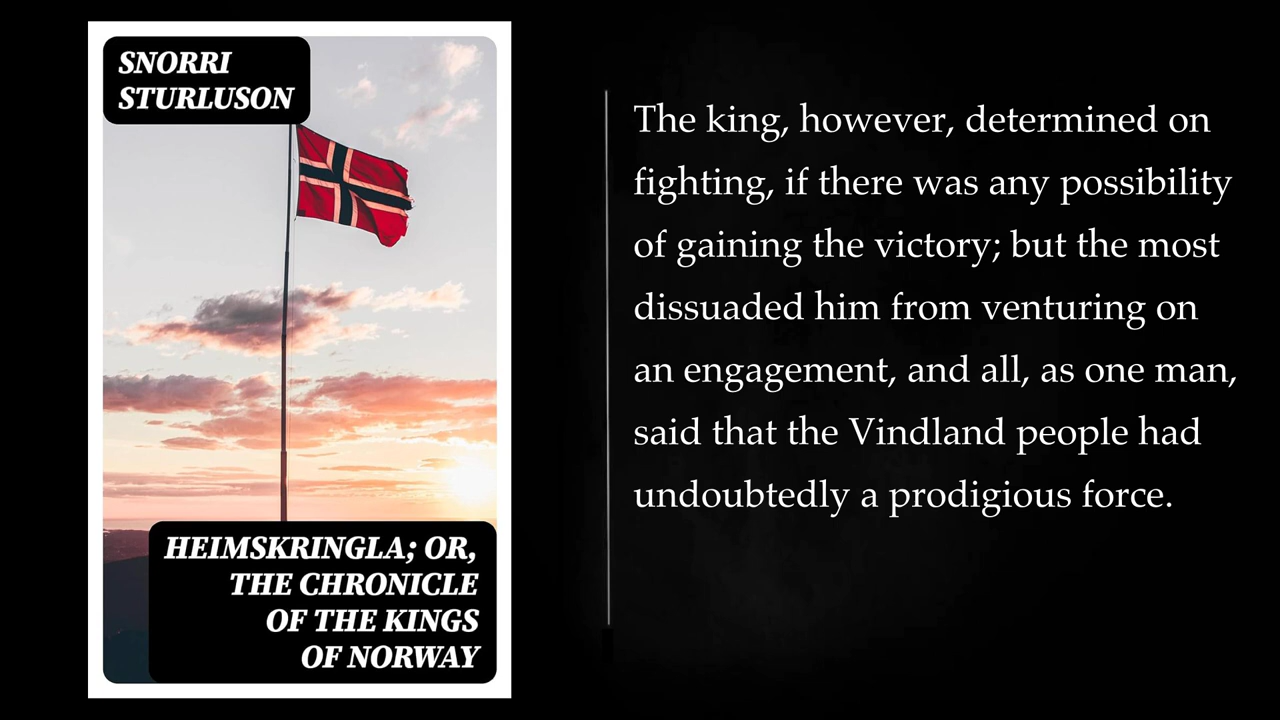 SNORRI
STURLUSON
HEIMSKRINGLA; OR,
THE CHRONICLE
OF THE KINGS
OF NORWAY
The king, however, determined on
fighting, if there was any possibility
of gaining the victory; but the most
dissuaded him from venturing on
an engagement, and all, as one man,
said that the Vindland people had
undoubtedly a prodigious force.